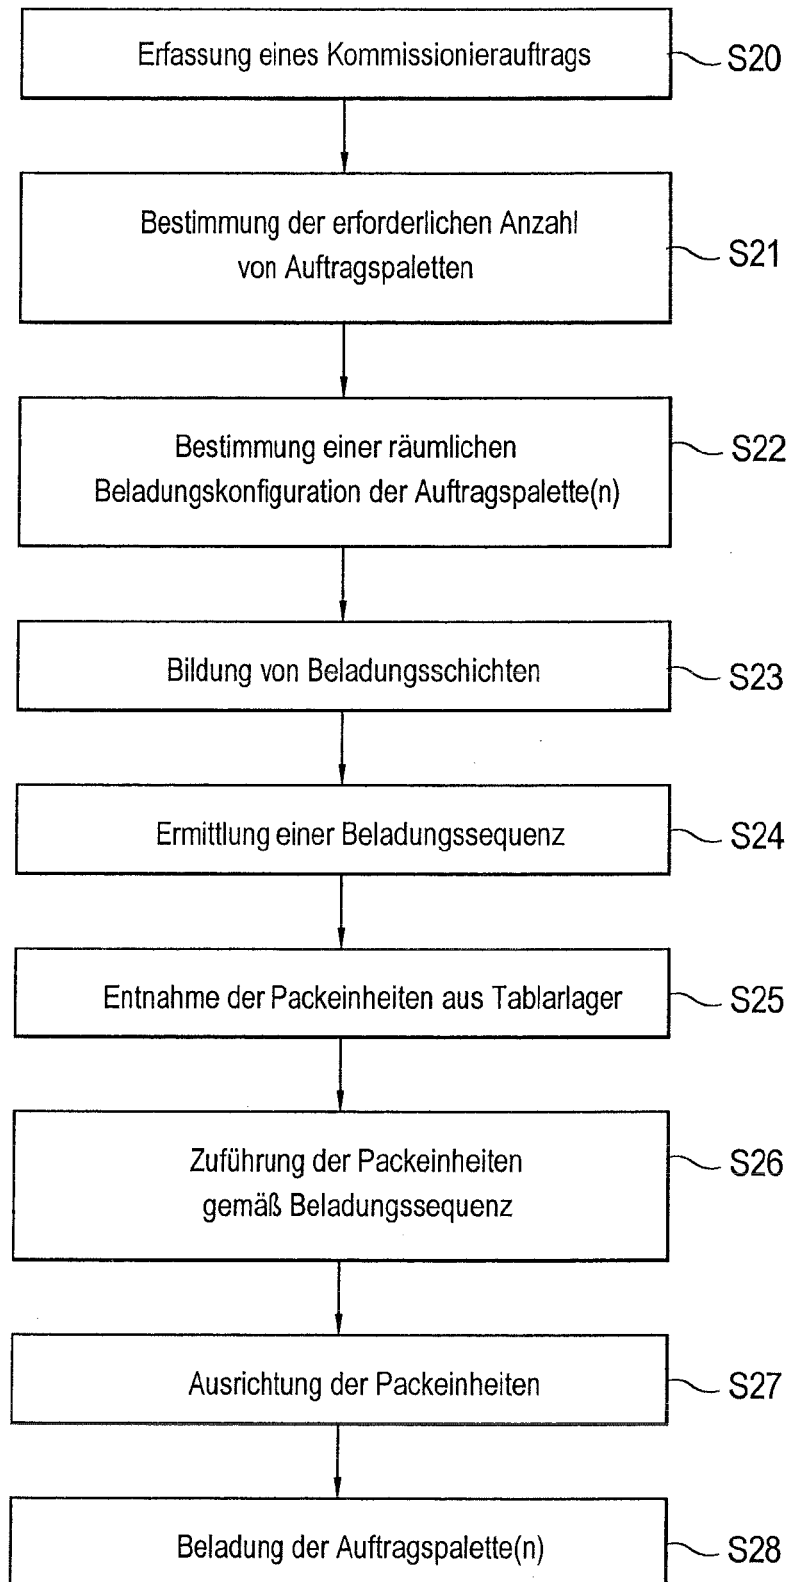 Erfassung eines Kommissionierauftrags
S20
Bestimmung der erforderlichen Anzahl
von Auftragspaletten
S21
Bestimmung einer räumlichen
Beladungskonfiguration der Auftragspalette(n)
S22
Bildung von Beladungsschichten
S23
Ermittlung einer Beladungssequenz
S24
Entnahme der Packeinheiten aus Tablarlager
S25
Zuführung der Packeinheiten
gemäß Beladungssequenz
S26
Ausrichtung der Packeinheiten
S27
Beladung der Auftragspalette(n)
S28